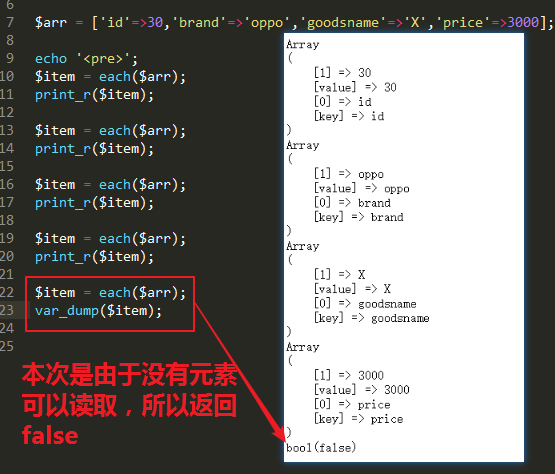 6
7 $arr = ['id'=>30,'brand'=>'oppo','goodsname'=>'X','price'=>3000];
8
9 echo '<pre>';
10 $item = each($arr);
11 print_r($item);
12
13 $item = each($arr);
14 print_r($item);
15
16 $item = each($arr);
17 print_r($item);
18
19 $item = each($arr);
20 print_r($item);
21
22 $item = each($arr);
23 var_dump($item);
24
25
本次是由于没有元素
可以读取，所以返回
false
Array
(
[1] => 30
[value] => 30
[0] => id
[key] => id
)
Array
(
[1] => oppo
[value] => oppo
[0] => brand
[key] => brand
)
Array
(
[1] => X
[value] => X
[0] => goodsname
[key] => goodsname
)
Array
(
[1] => 3000
[value] => 3000
[0] => price
[key] => price
)
bool(false)